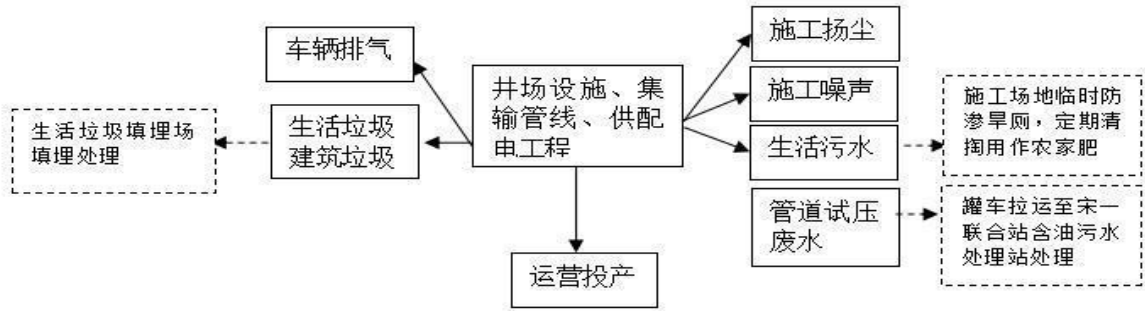 车辆排气
生活垃圾填埋场
填埋处理
生活垃圾
建筑垃圾
井场设施、集
输管线、供配
电工程
运营投产
施工扬尘
施工噪声
生活污水
管道试压
废水
施工场地临时防
渗旱厕，定期清
掏用作农家肥
罐车拉运至宋一
联合站含油污水
处理站处理